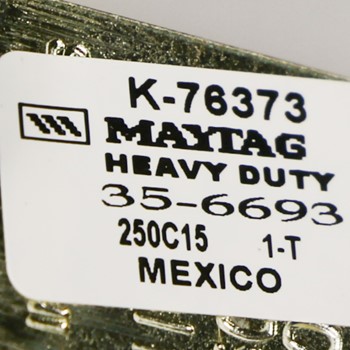 K-76373
MAYTAG
HEAVY DUTY
35-6693
250C15 1-T
MEXICO